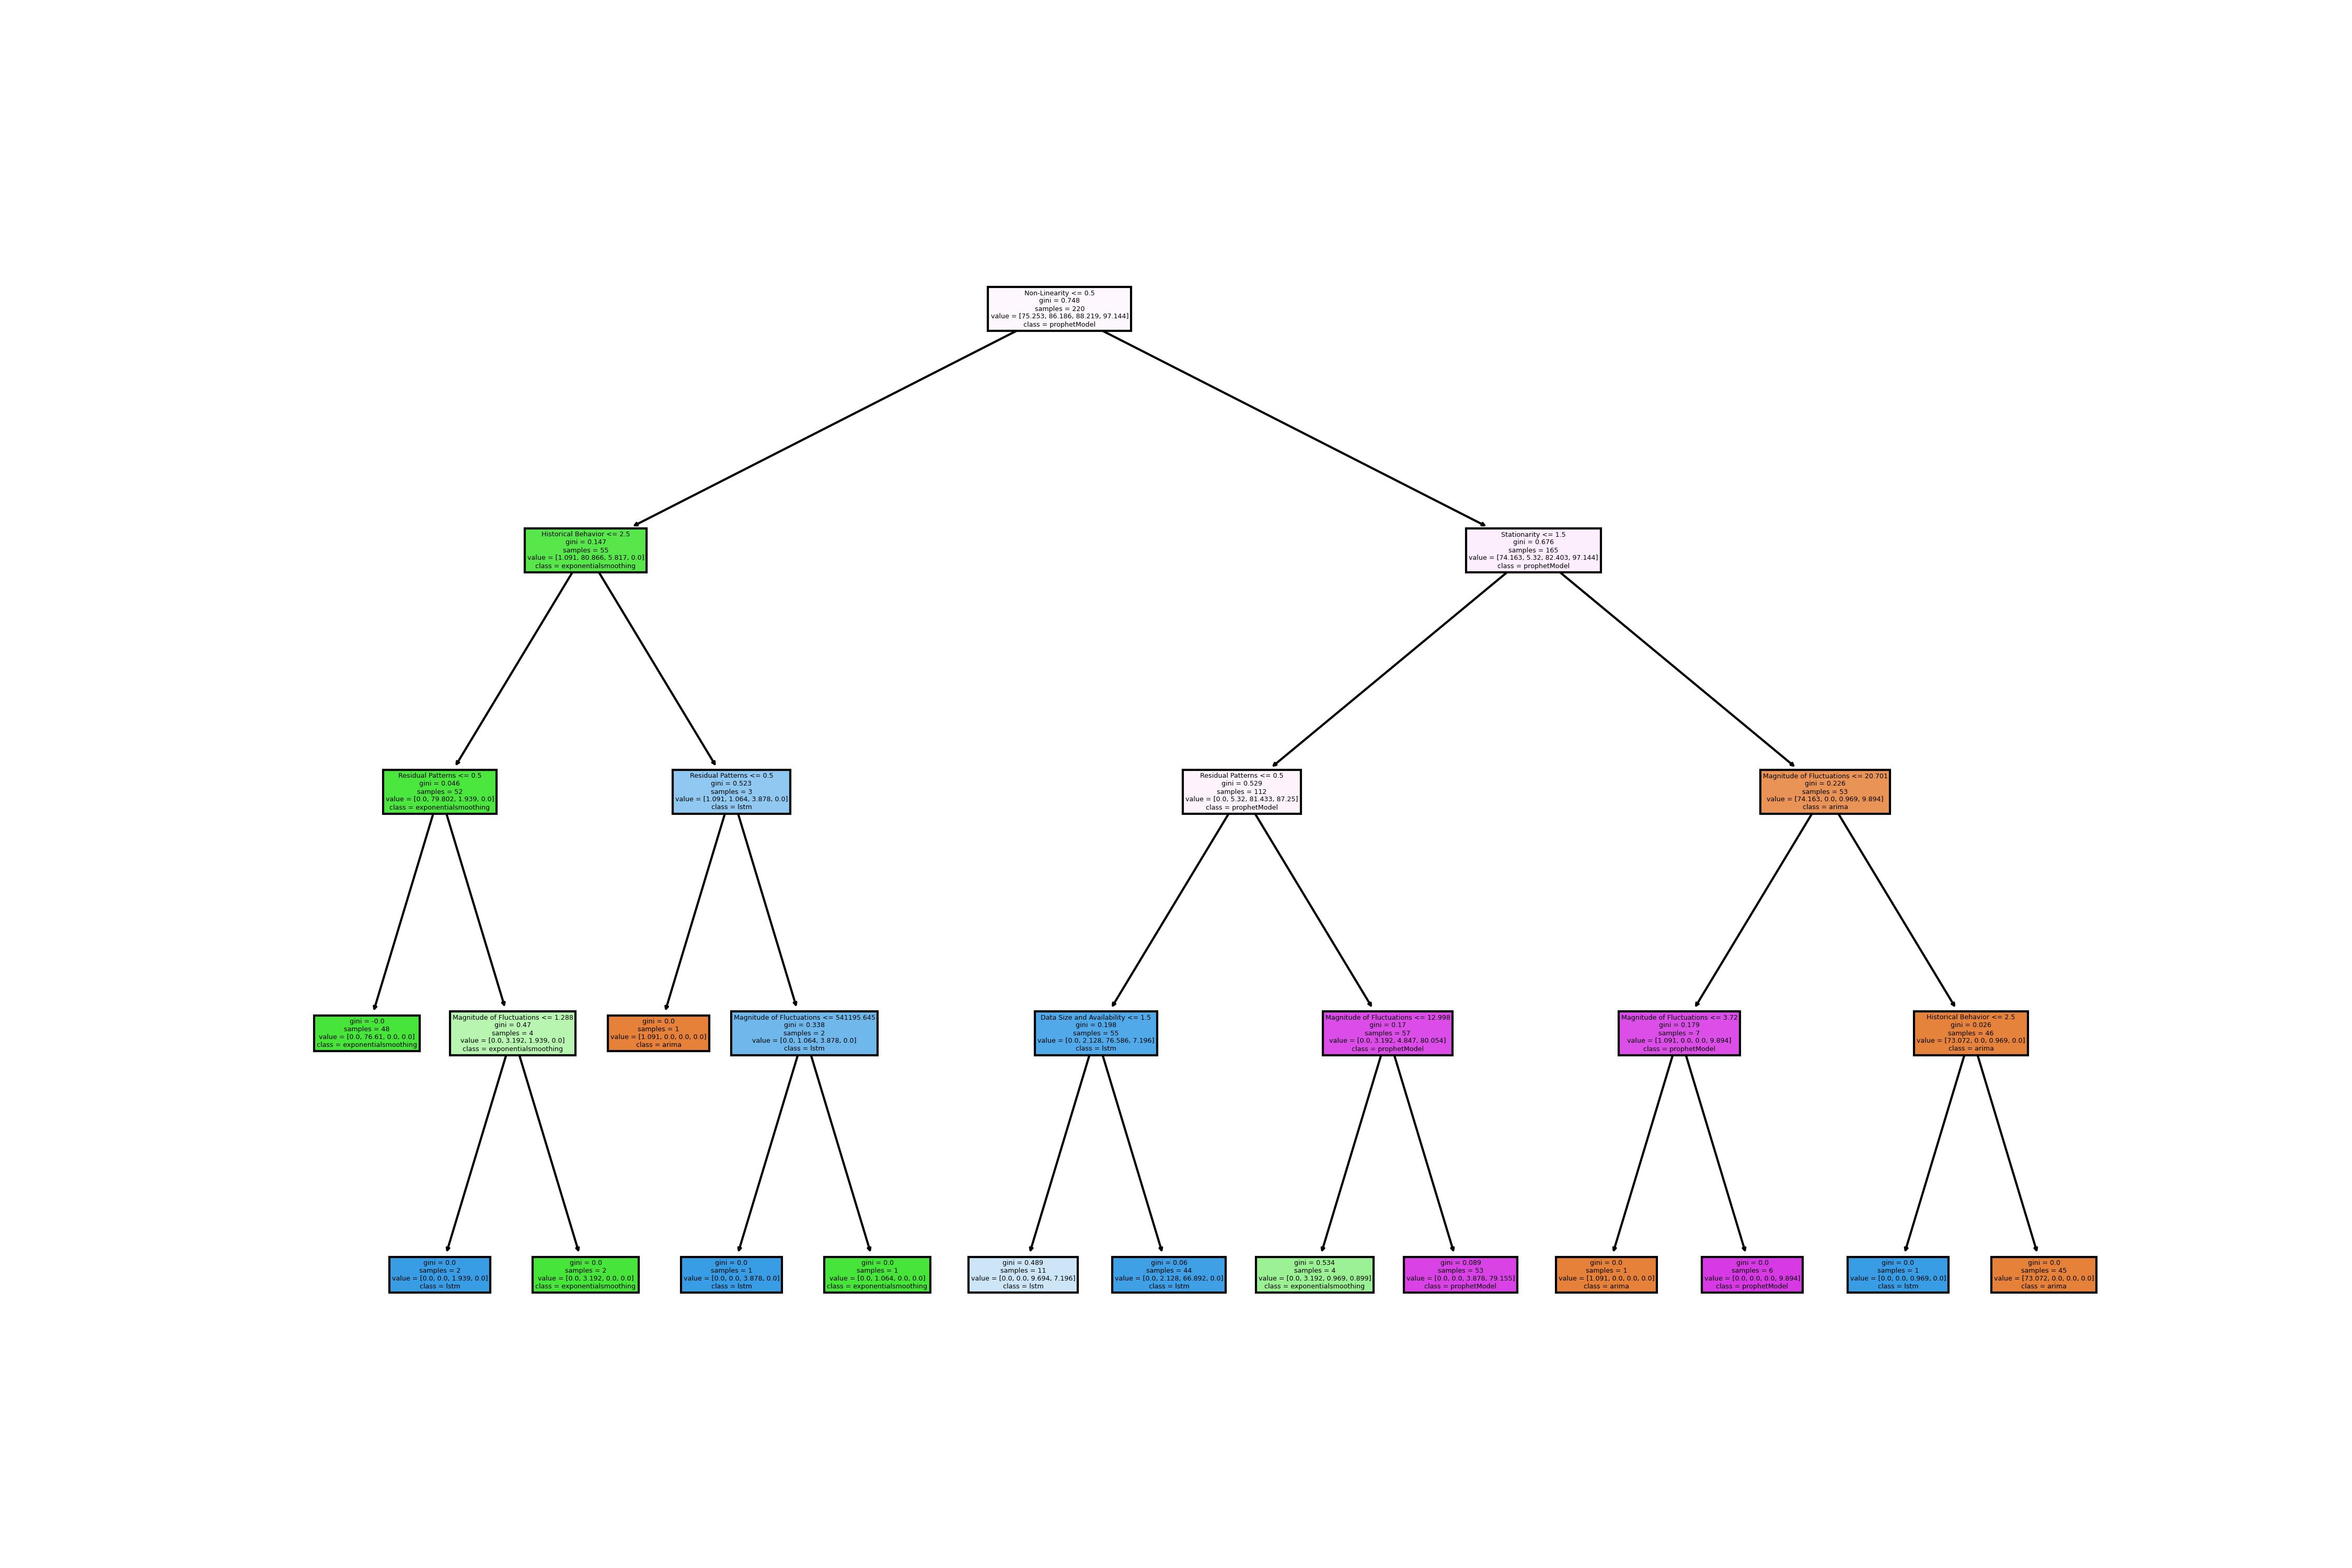 Non-Linearity <= 0.5
gini = 0.748
samples = 220
value = [75.253, 86.186, 88.219, 97.144]
class = prophetModel
Historical Behavior <= 2.5
gini = 0.147
samples = 55
value = [1.091, 80.866, 5.817, 0.0]
class = exponentialsmoothing
Stationarity <= 1.5
gini = 0.676
samples = 165
value = [74.163, 5.32, 82.403, 97.144]
class = prophetModel
Residual Patterns <= 0.5
gini = 0.046
samples = 52
value = [0.0, 79.802, 1.939, 0.0]
class = exponentialsmoothing
Residual Patterns <= 0.5
gini = 0.523
samples = 3
value = [1.091, 1.064, 3.878, 0.0]
class = lstm
Residual Patterns <= 0.5
gini = 0.529
samples = 112
value = [0.0, 5.32, 81.433, 87.25]
class = prophetModel
Magnitude of Fluctuations <= 20.701
gini = 0.226
samples = 53
value = [74.163, 0.0, 0.969, 9.894]
class = arima
gini = -0.0
samples = 48
value = [0.0, 76.61, 0.0, 0.0]
class = exponentialsmoothing
Magnitude of Fluctuations <= 1.288
gini = 0.47
samples = 4
value = [0.0, 3.192, 1.939, 0.0]
class = exponentialsmoothing
gini = 0.0
samples = 1
value = [1.091, 0.0, 0.0, 0.0]
class = arima
Magnitude of Fluctuations <= 541195.645
gini = 0.338
samples = 2
value = [0.0, 1.064, 3.878, 0.0]
class = lstm
Data Size and Availability <= 1.5
gini = 0.198
samples = 55
value = [0.0, 2.128, 76.586, 7.196]
class = lstm
Magnitude of Fluctuations <= 12.998
gini = 0.17
samples = 57
value = [0.0, 3.192, 4.847, 80.054]
class = prophetModel
Magnitude of Fluctuations <= 3.72
gini = 0.179
samples = 7
value = [1.091, 0.0, 0.0, 9.894]
class = prophetModel
Historical Behavior <= 2.5
gini = 0.026
samples = 46
value = [73.072, 0.0, 0.969, 0.0]
class = arima
gini = 0.0
samples = 2
value = [0.0, 0.0, 1.939, 0.0]
class = lstm
gini = 0.0
samples = 2
value = [0.0, 3.192, 0.0, 0.0]
class = exponentialsmoothing
gini = 0.0
samples = 1
value = [0.0, 0.0, 3.878, 0.0]
class = lstm
gini = 0.0
samples = 1
value = [0.0, 1.064, 0.0, 0.0]
class = exponentialsmoothing
gini = 0.489
samples = 11
value = [0.0, 0.0, 9.694, 7.196]
class = lstm
gini = 0.06
samples = 44
value = [0.0, 2.128, 66.892, 0.0]
class = lstm
gini = 0.534
samples = 4
value = [0.0, 3.192, 0.969, 0.899]
class = exponentialsmoothing
gini = 0.089
samples = 53
value = [0.0, 0.0, 3.878, 79.155]
class = prophetModel
gini = 0.0
samples = 1
value = [1.091, 0.0, 0.0, 0.0]
class = arima
gini = 0.0
samples = 6
value = [0.0, 0.0, 0.0, 9.894]
class = prophetModel
gini = 0.0
samples = 1
value = [0.0, 0.0, 0.969, 0.0]
class = lstm
gini = 0.0
samples = 45
value = [73.072, 0.0, 0.0, 0.0]
class = arima